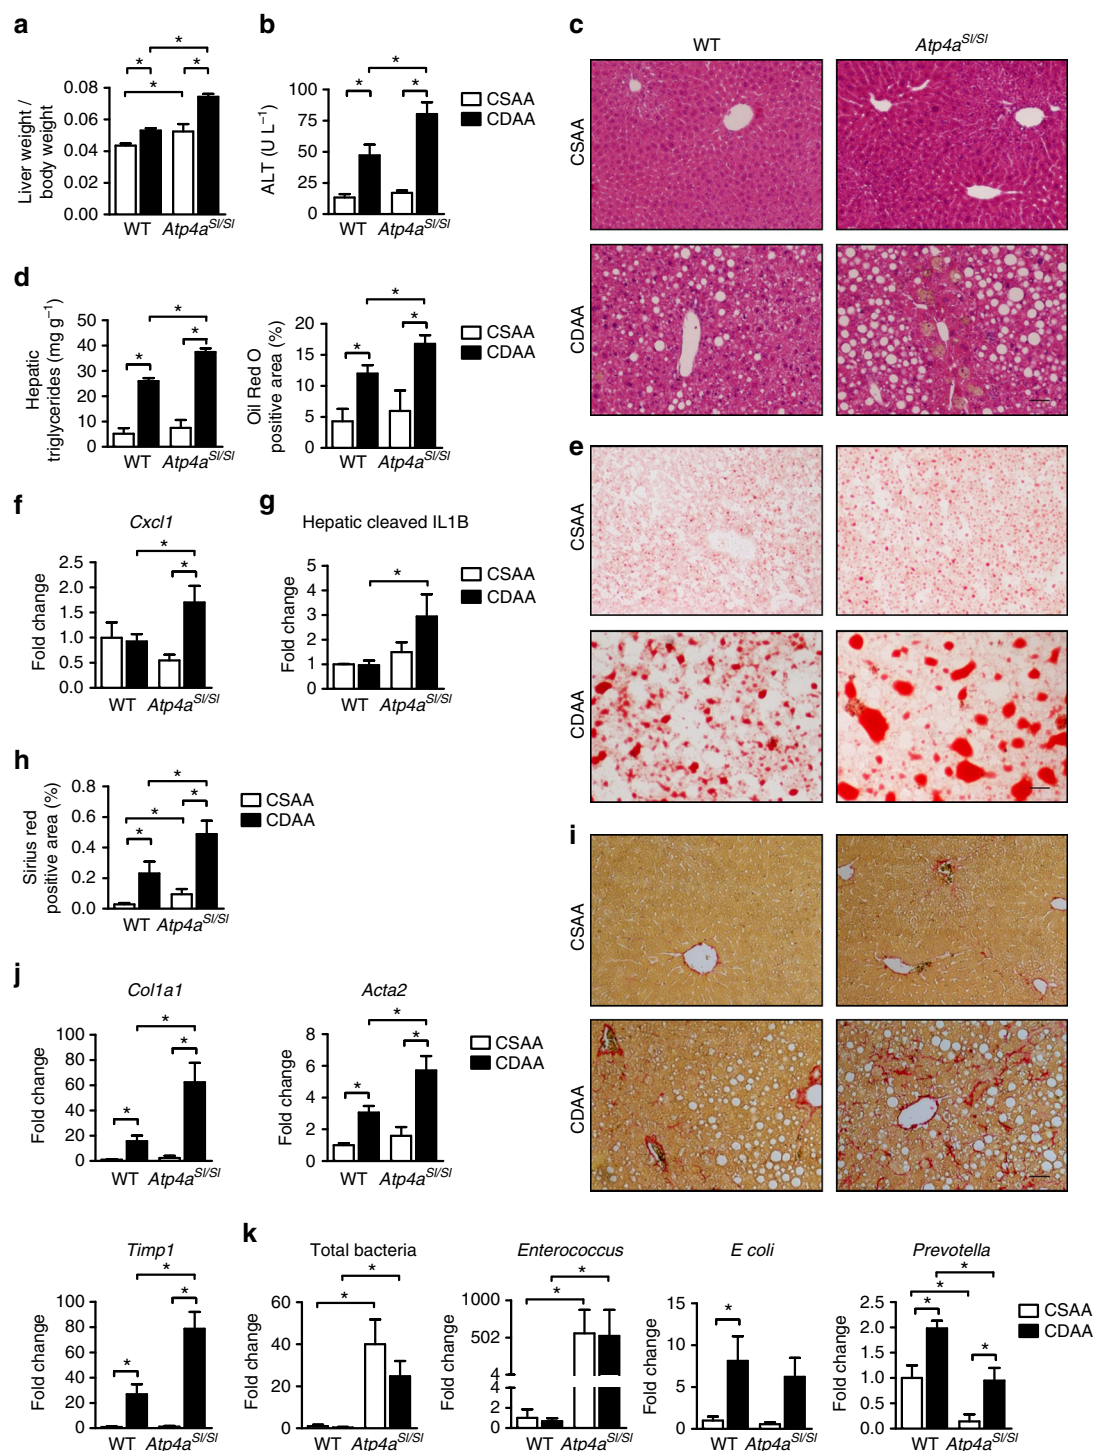 a
Liver weight /
body weight
0.08
0.06
0.04
0.02
0.00
*
*
*
*
WT
Atp4a^Sl/Sl
b
ALT (U L⁻¹)
100
75
50
25
0
*
*
*
WT
Atp4a^Sl/Sl
CSAA
CDAA
c
WT
Atp4a^Sl/Sl
CSAA
CDAA
d
Hepatic
triglycerides (mg g⁻¹)
50
40
30
20
10
0
*
*
*
WT
Atp4a^Sl/Sl
Oil Red O
positive area (%)
20
15
10
5
0
*
*
*
WT
Atp4a^Sl/Sl
CSAA
CDAA
e
CSAA
CDAA
f
Cxcl1
Fold change
2.5
2.0
1.5
1.0
0.5
0.0
*
*
WT
Atp4a^Sl/Sl
g
Hepatic cleaved IL1B
Fold change
5
4
3
2
1
0
*
WT
Atp4a^Sl/Sl
CSAA
CDAA
h
Sirius red
positive area (%)
0.8
0.6
0.4
0.2
0.0
*
*
*
*
WT
Atp4a^Sl/Sl
CSAA
CDAA
i
CSAA
CDAA
j
Col1a1
Fold change
100
80
60
40
20
0
*
*
*
WT
Atp4a^Sl/Sl
Acta2
Fold change
8
6
4
2
0
*
*
*
WT
Atp4a^Sl/Sl
CSAA
CDAA
Timp1
Fold change
100
80
60
40
20
0
*
*
*
WT
Atp4a^Sl/Sl
k
Total bacteria
Fold change
60
40
20
0
*
*
WT
Atp4a^Sl/Sl
Enterococcus
Fold change
1000
502
4
4
2
0
*
*
WT
Atp4a^Sl/Sl
E coli
Fold change
15
10
5
0
*
WT
Atp4a^Sl/Sl
Prevotella
Fold change
2.5
2.0
1.5
1.0
0.5
0.0
*
*
*
*
WT
Atp4a^Sl/Sl
CSAA
CDAA